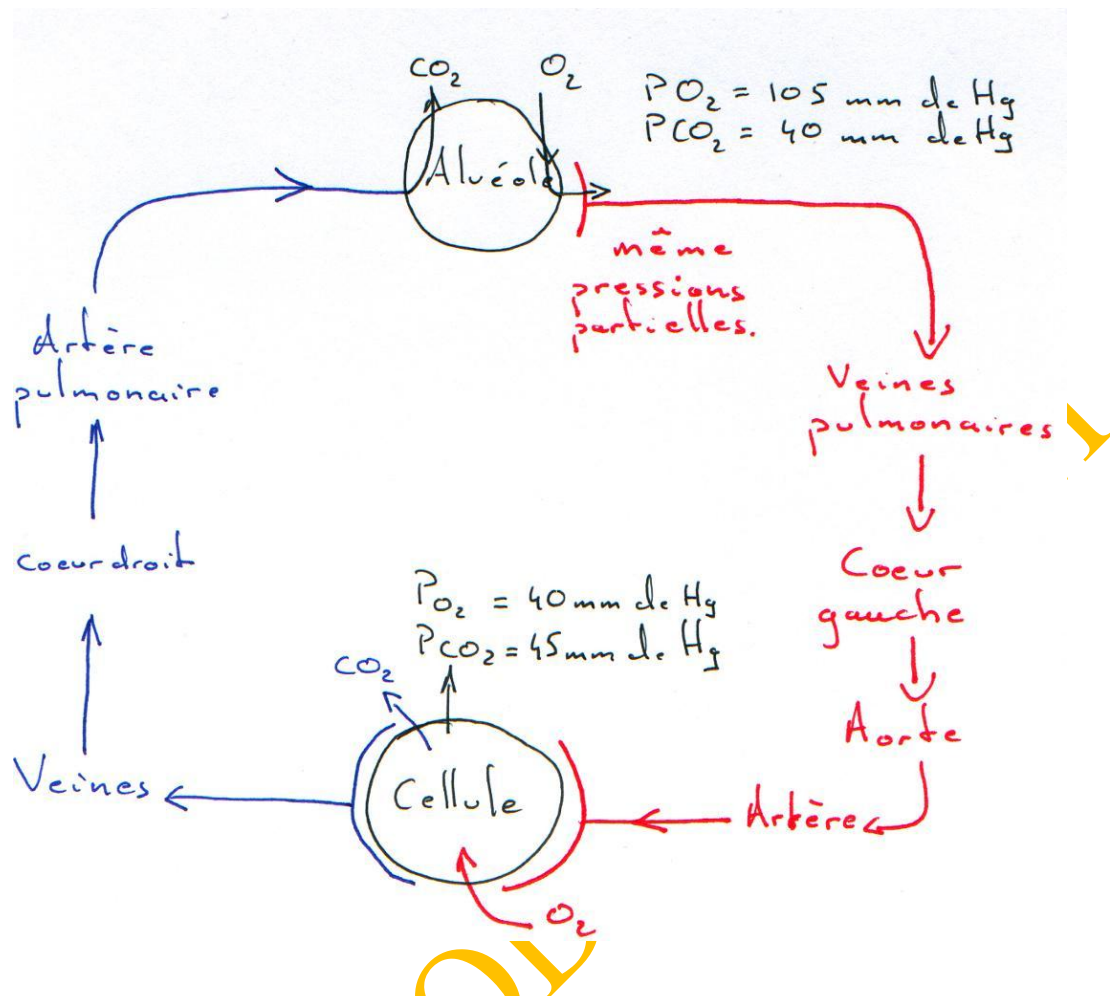 CO₂
O₂
PO₂ = 105 mm de Hg
PCO₂ = 40 mm de Hg
Alvéole
même
pressions
partielles.
Artère
pulmonaire
Veines
pulmonaires
Coeur droit
Coeur
gauche
PO₂ = 40 mm de Hg
PCO₂ = 45 mm de Hg
CO₂
Aorte
Veines
Cellule
Artère
O₂